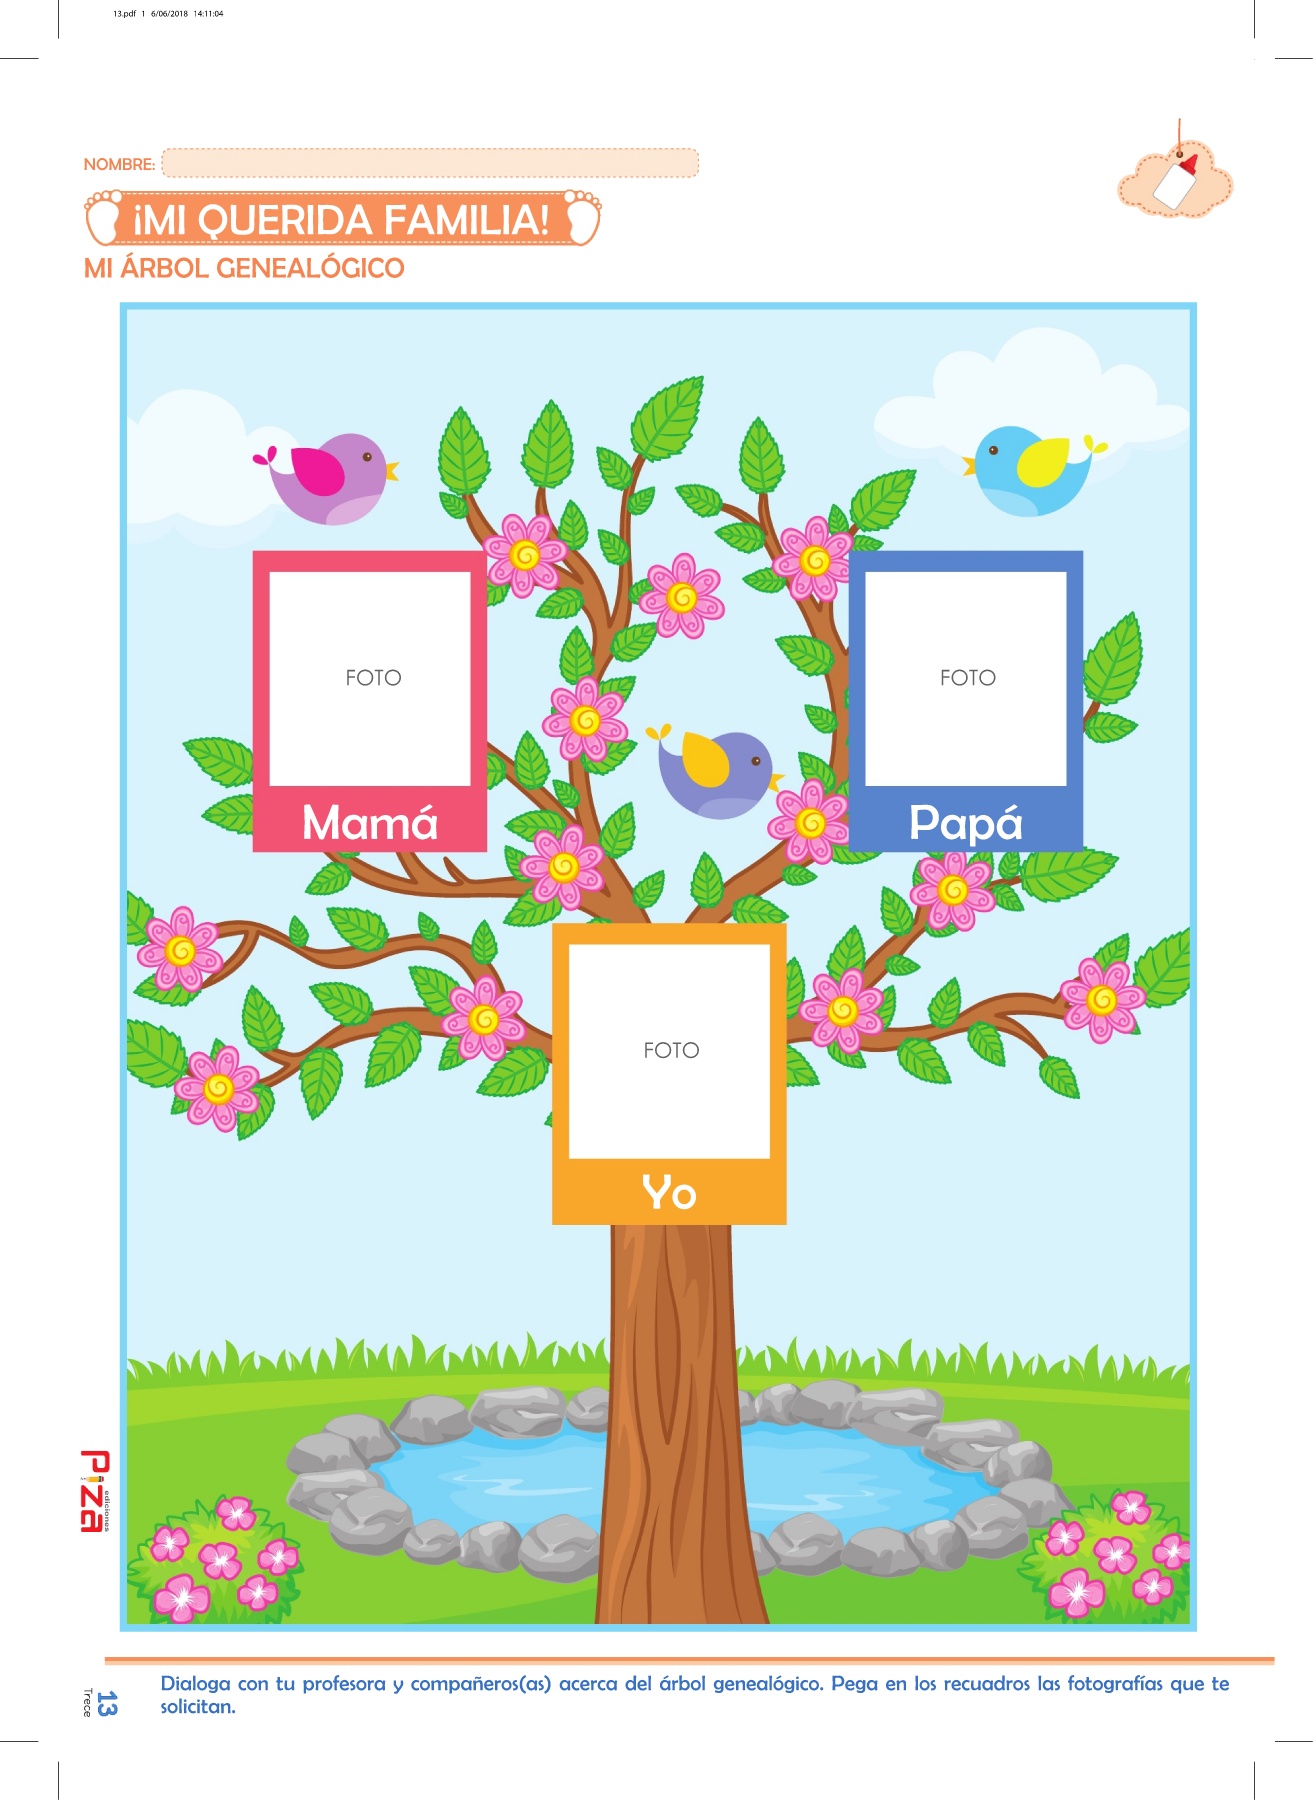 13.pdf 1 6/06/2018 14:11:04
NOMBRE:
¡MI QUERIDA FAMILIA!
MI ÁRBOL GENEALÓGICO
FOTO
FOTO
Mamá
Papá
FOTO
Yo
Piza
ediciones
13
Trece
Dialoga con tu profesora y compañeros(as) acerca del árbol genealógico. Pega en los recuadros las fotografías que te
solicitan.